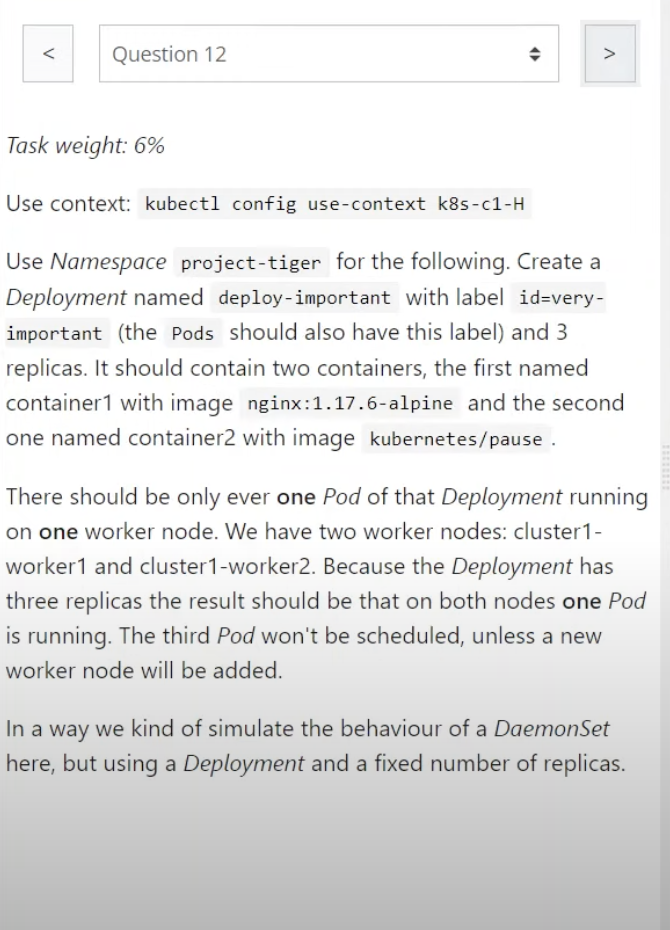 <
Question 12
>
Task weight: 6%
Use context: kubectl config use-context k8s-c1-H
Use Namespace project-tiger for the following. Create a
Deployment named deploy-important with label id=very-
important (the Pods should also have this label) and 3
replicas. It should contain two containers, the first named
container1 with image nginx:1.17.6-alpine and the second
one named container2 with image kubernetes/pause .
There should be only ever one Pod of that Deployment running
on one worker node. We have two worker nodes: cluster1-
worker1 and cluster1-worker2. Because the Deployment has
three replicas the result should be that on both nodes one Pod
is running. The third Pod won't be scheduled, unless a new
worker node will be added.
In a way we kind of simulate the behaviour of a DaemonSet
here, but using a Deployment and a fixed number of replicas.